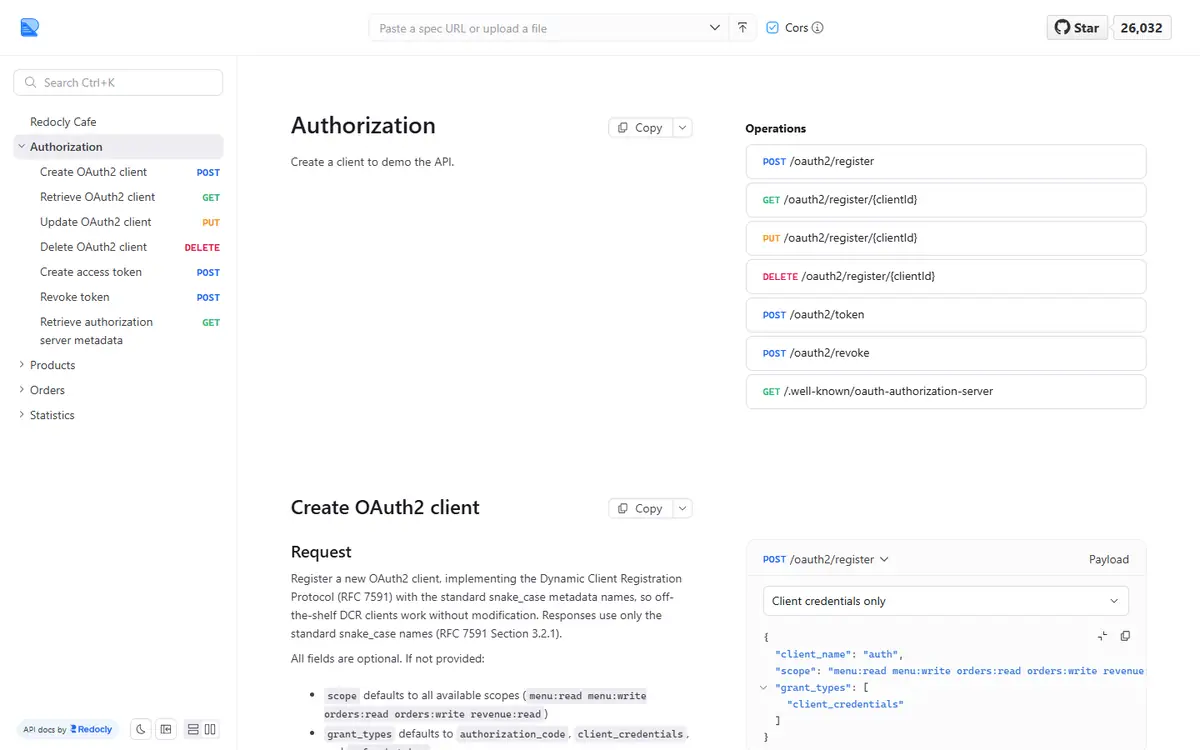 Paste a spec URL or upload a file
Cors
Star
26,032
Search Ctrl+K
Redocly Cafe
Authorization
Create OAuth2 client POST
Retrieve OAuth2 client GET
Update OAuth2 client PUT
Delete OAuth2 client DELETE
Create access token POST
Revoke token POST
Retrieve authorization GET
server metadata
Products
Orders
Statistics
API docs by Redocly
Authorization
Copy
Create a client to demo the API.
Operations
POST /oauth2/register
GET /oauth2/register/{clientId}
PUT /oauth2/register/{clientId}
DELETE /oauth2/register/{clientId}
POST /oauth2/token
POST /oauth2/revoke
GET /.well-known/oauth-authorization-server
Create OAuth2 client
Copy
Request
Register a new OAuth2 client, implementing the Dynamic Client Registration
Protocol (RFC 7591) with the standard snake_case metadata names, so off-
the-shelf DCR clients work without modification. Responses use only the
standard snake_case names (RFC 7591 Section 3.2.1).
All fields are optional. If not provided:
• scope defaults to all available scopes ( menu:read menu:write
orders:read orders:write revenue:read )
• grant_types defaults to authorization_code, client_credentials,
POST /oauth2/register
Payload
Client credentials only
{
"client_name": "auth",
"scope": "menu:read menu:write orders:read orders:write revenue:
"grant_types": [
"client_credentials"
]
}